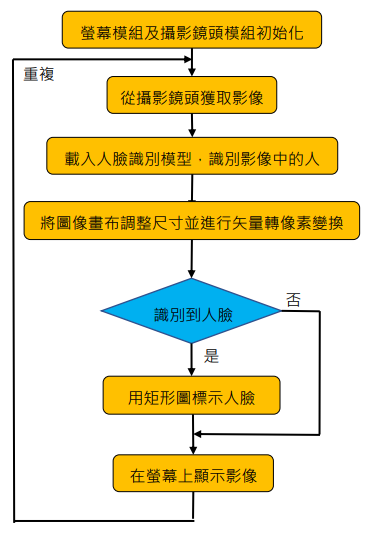 螢幕模組及攝影鏡頭模組初始化
重複
從攝影鏡頭獲取影像
載入人臉識別模型，識別影像中的人
將圖像畫布調整尺寸並進行矢量轉像素變換
識別到人臉
否
是
用矩形圖標示人臉
在螢幕上顯示影像